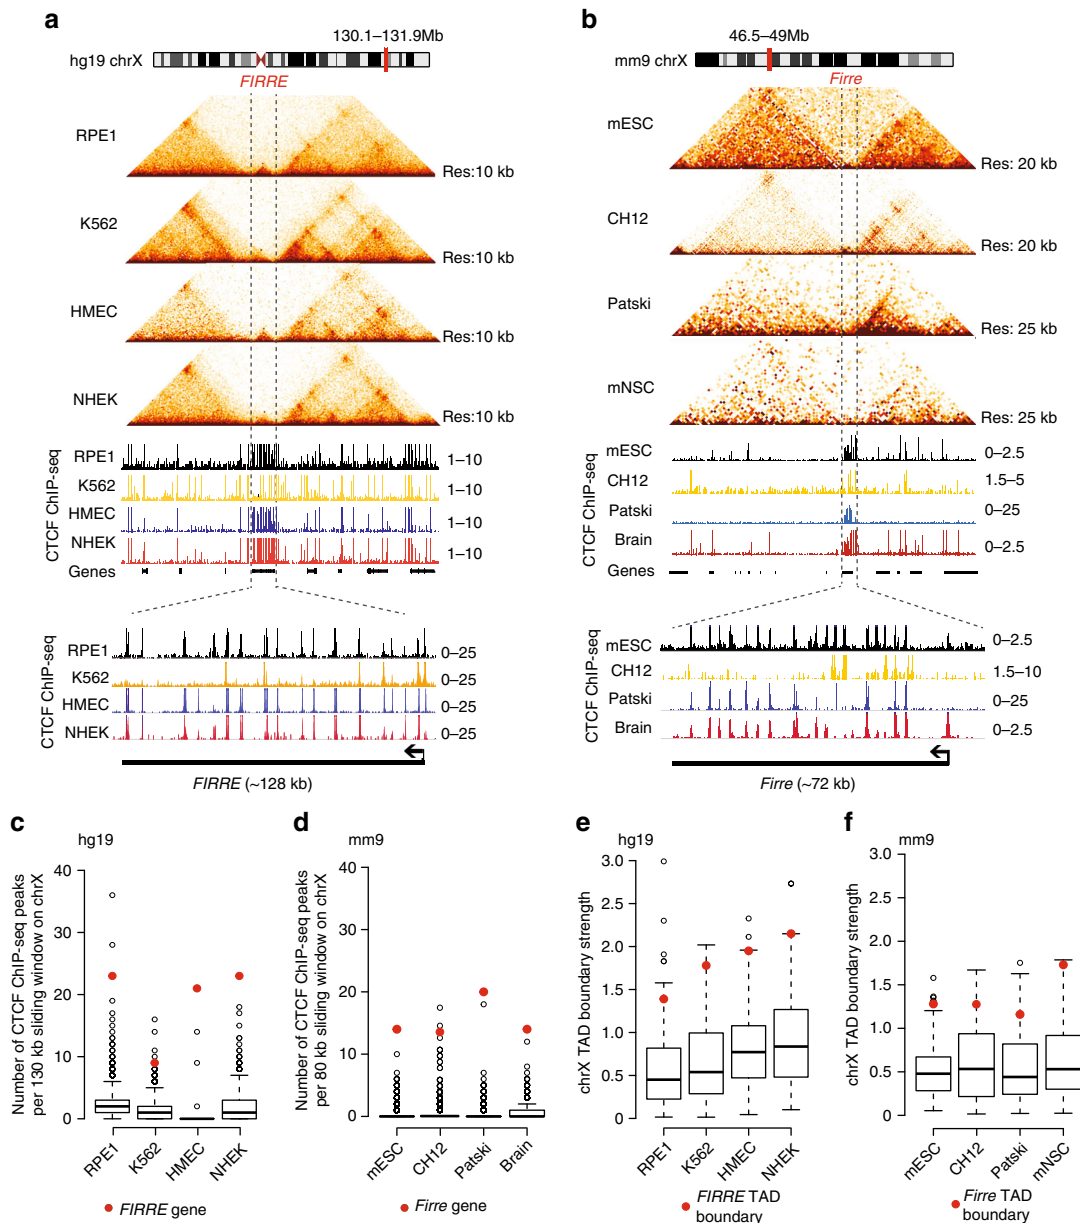 a
130.1–131.9Mb
hg19 chrX
FIRRE
RPE1
Res:10 kb
K562
Res:10 kb
HMEC
Res:10 kb
NHEK
Res:10 kb
CTCF ChIP-seq
RPE1
1–10
K562
1–10
HMEC
1–10
NHEK
1–10
Genes
CTCF ChIP-seq
RPE1
0–25
K562
0–25
HMEC
0–25
NHEK
0–25
FIRRE (~128 kb)
b
46.5–49Mb
mm9 chrX
Firre
mESC
Res: 20 kb
CH12
Res: 20 kb
Patski
Res: 25 kb
mNSC
Res: 25 kb
CTCF ChIP-seq
mESC
0–2.5
CH12
1.5–5
Patski
0–25
Brain
0–2.5
Genes
CTCF ChIP-seq
mESC
0–2.5
CH12
1.5–10
Patski
0–25
Brain
0–2.5
Firre (~72 kb)
c
hg19
Number of CTCF ChIP-seq peaks
per 130 kb sliding window on chrX
40
30
20
10
0
RPE1
K562
HMEC
NHEK
FIRRE gene
d
mm9
Number of CTCF ChIP-seq peaks
per 80 kb sliding window on chrX
40
30
20
10
0
mESC
CH12
Patski
Brain
Firre gene
e
hg19
chrX TAD boundary strength
3.0
2.5
2.0
1.5
1.0
0.5
0
RPE1
K562
HMEC
NHEK
FIRRE TAD
boundary
f
mm9
chrX TAD boundary strength
3.0
2.5
2.0
1.5
1.0
0.5
0
mESC
CH12
Patski
mNSC
Firre TAD
boundary